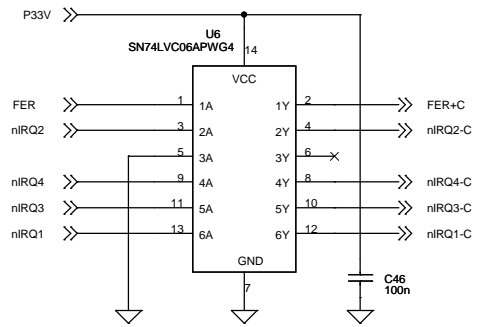 P33V
U6
SN74LVC06APWG4
14
VCC
FER 1 1A 1Y 2 FER+C
nIRQ2 3 2A 2Y 4 nIRQ2-C
5 3A 3Y 6
nIRQ4 9 4A 4Y 8 nIRQ4-C
nIRQ3 11 5A 5Y 10 nIRQ3-C
nIRQ1 13 6A 6Y 12 nIRQ1-C
GND
7
C46
100n